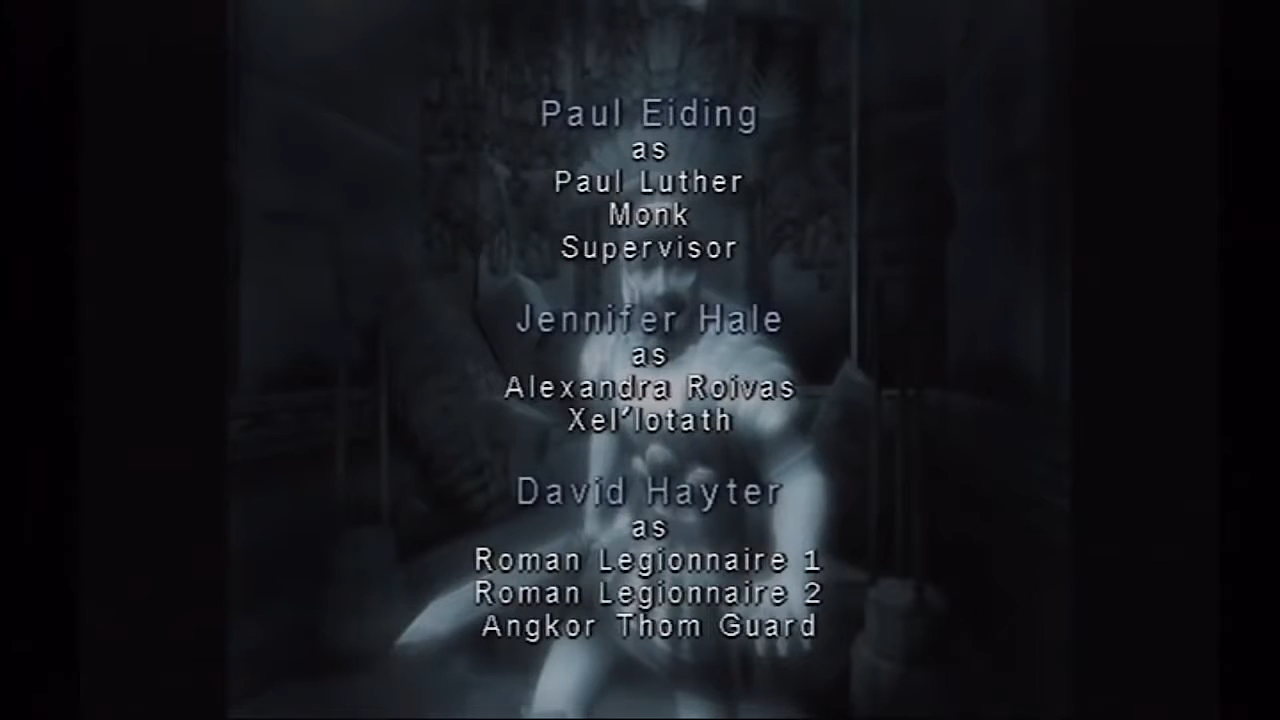 Paul Eiding
as
Paul Luther
Monk
Supervisor
Jennifer Hale
as
Alexandra Roivas
Xel'lotath
David Hayter
as
Roman Legionnaire 1
Roman Legionnaire 2
Angkor Thom Guard